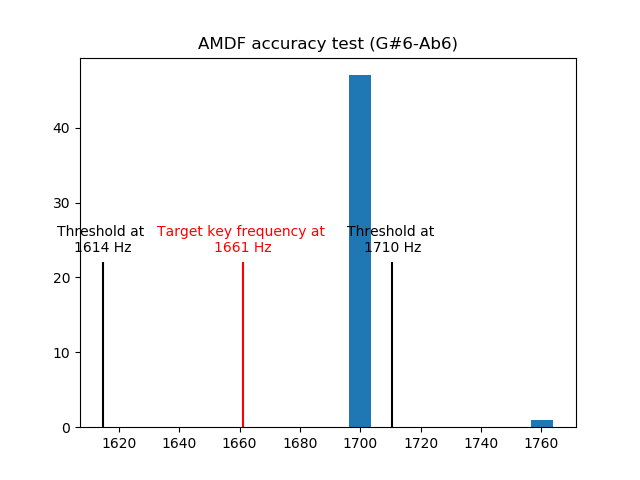 AMDF accuracy test (G#6-Ab6)
40
30
Threshold at
1614 Hz
Target key frequency at
1661 Hz
Threshold at
1710 Hz
20
10
0
1620
1640
1660
1680
1700
1720
1740
1760